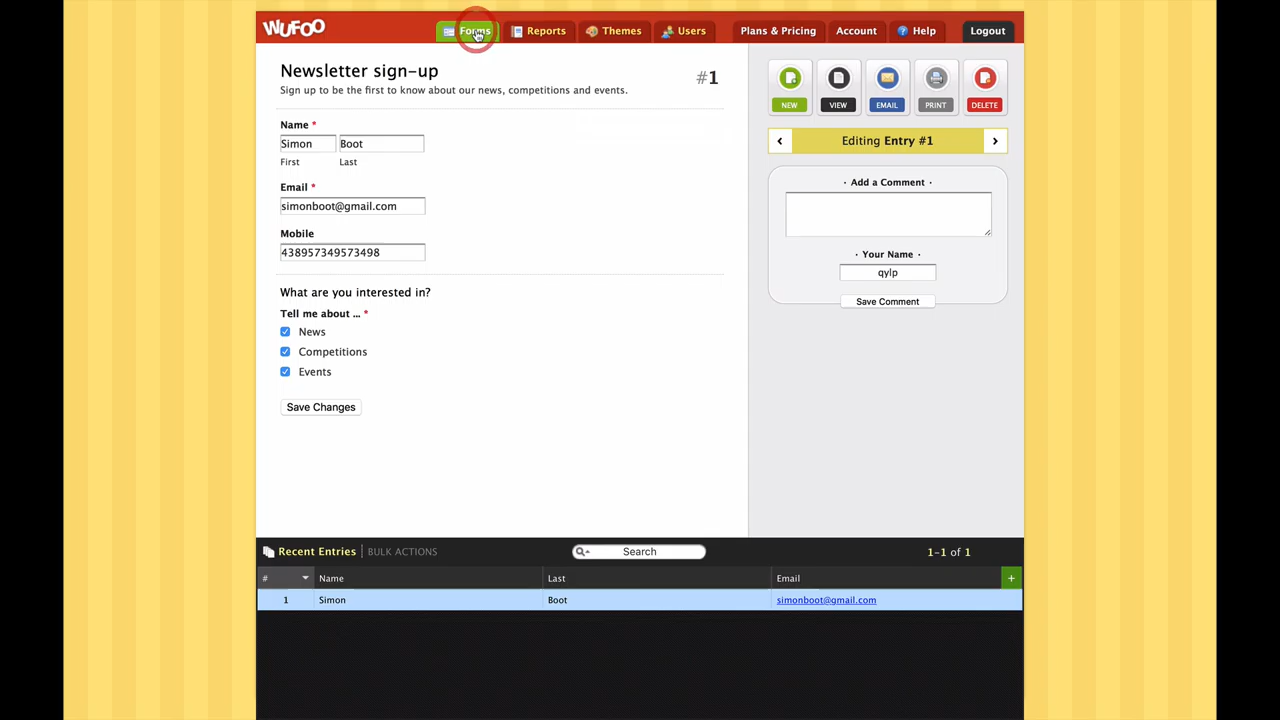 WUFOO Forms Reports Themes Users Plans & Pricing Account Help Logout
Newsletter sign-up
#1
Sign up to be the first to know about our news, competitions and events.
NEW VIEW EMAIL PRINT DELETE
Name *
Simon Boot
First Last
Email *
simonboot@gmail.com
Mobile
438957349573498
What are you interested in?
Tell me about ... *
News
Competitions
Events
Save Changes
Editing Entry #1
· Add a Comment ·
· Your Name ·
qylp
Save Comment
Recent Entries BULK ACTIONS Search 1-1 of 1
# Name Last Email +
1 Simon Boot simonboot@gmail.com